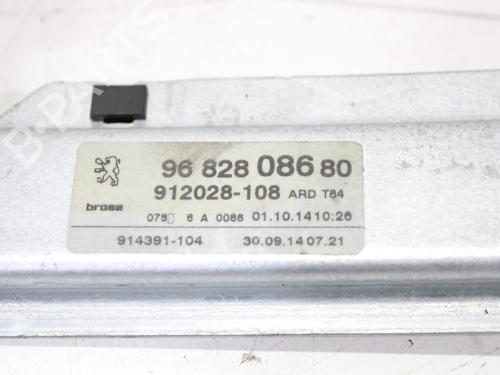 B-PARTS
96 828 086 80
912028-108 ARD T84
brose
6 A 0086 01.10.14 10:26
914391-104 30.09.14 07.21